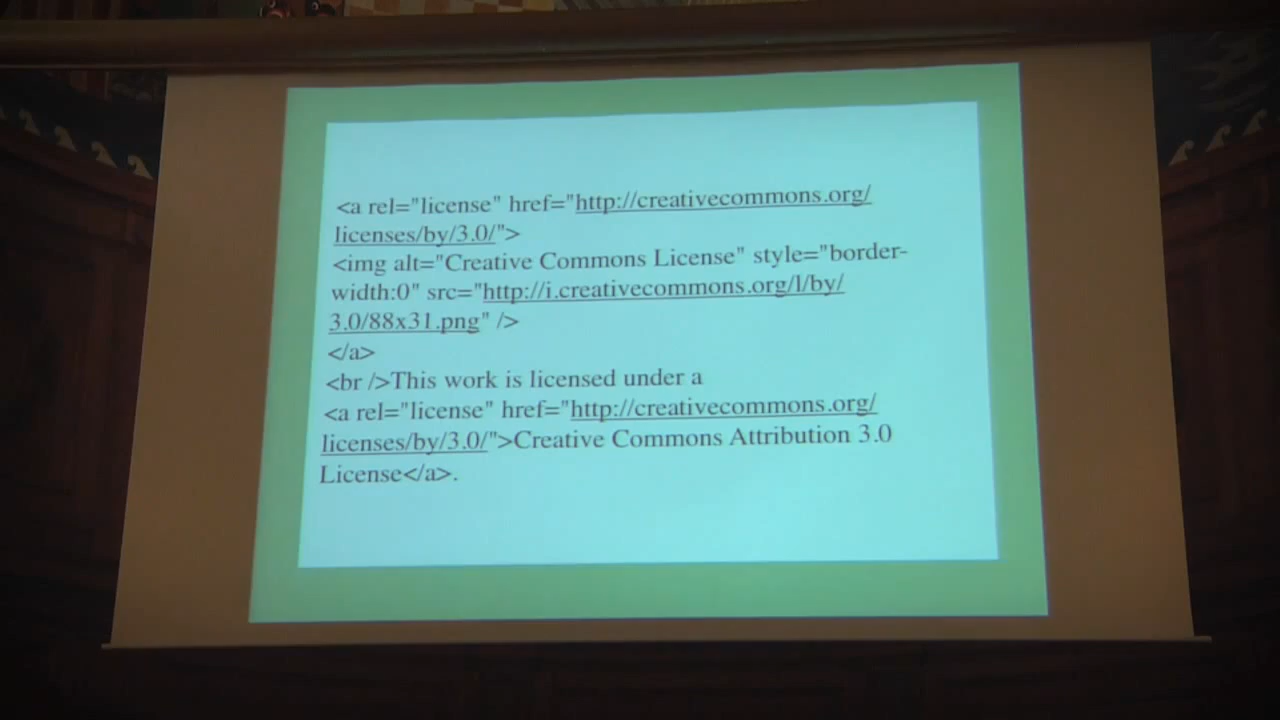 <a rel="license" href="http://creativecommons.org/
licenses/by/3.0/">
<img alt="Creative Commons License" style="border-
width:0" src="http://i.creativecommons.org/l/by/
3.0/88x31.png" />
</a>
<br />This work is licensed under a
<a rel="license" href="http://creativecommons.org/
licenses/by/3.0/">Creative Commons Attribution 3.0
License</a>.